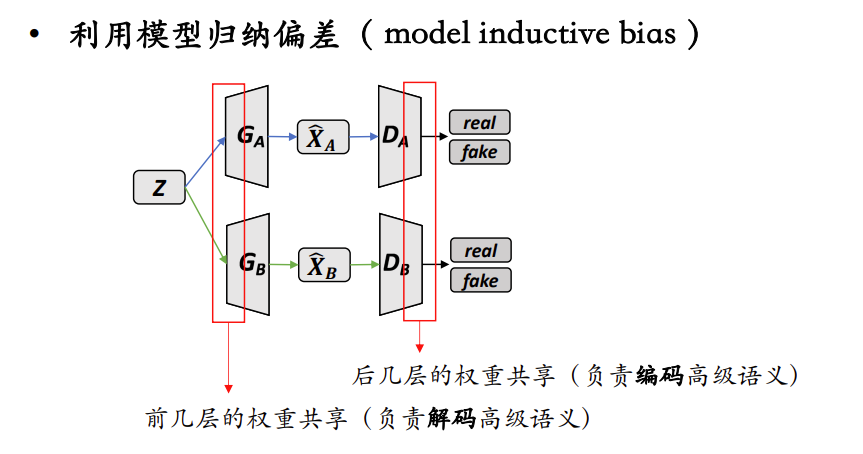 • 利用模型归纳偏差（model inductive bias）
G_A
X̂_A
D_A
real
fake
Z
G_B
X̂_B
D_B
real
fake
后几层的权重共享（负责编码高级语义）
前几层的权重共享（负责解码高级语义）